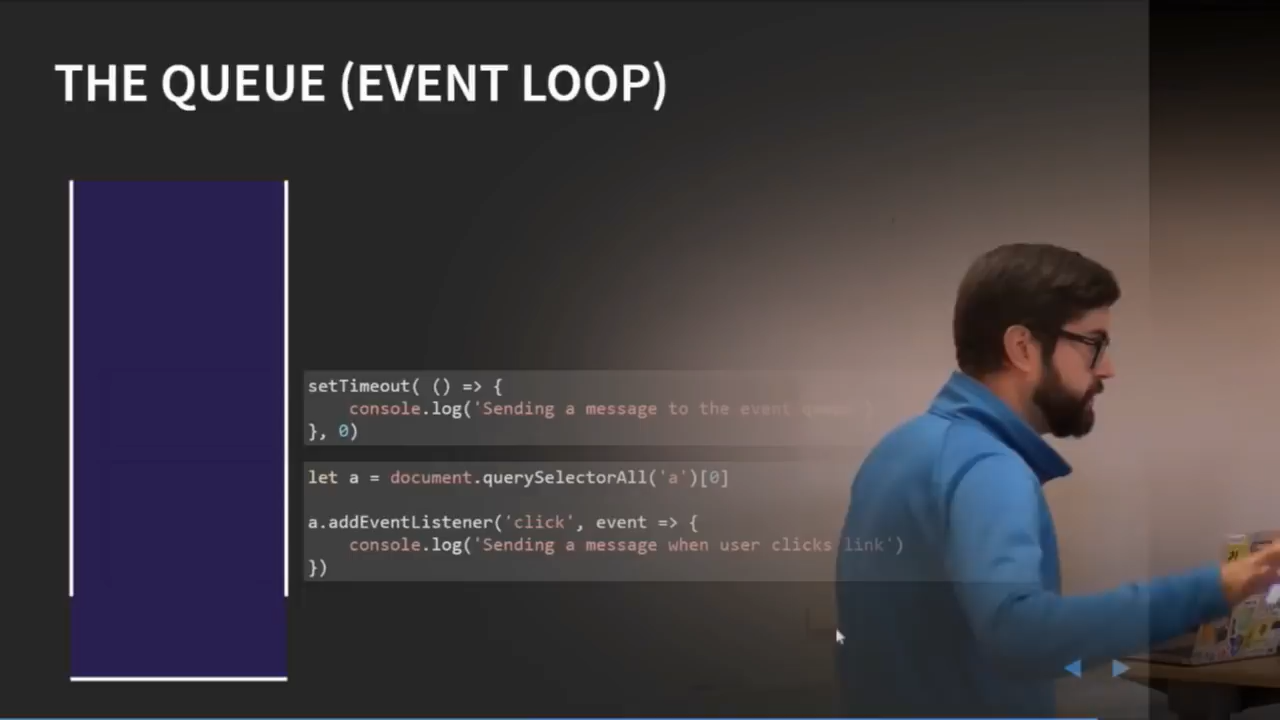 THE QUEUE (EVENT LOOP)
setTimeout( () => {
console.log('Sending a message to the event queue')
}, 0)
let a = document.querySelectorAll('a')[0]
a.addEventListener('click', event => {
console.log('Sending a message when user clicks link')
})